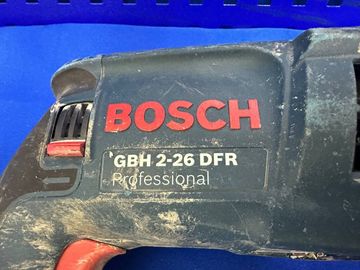 BOSCH
GBH 2-26 DFR
Professional